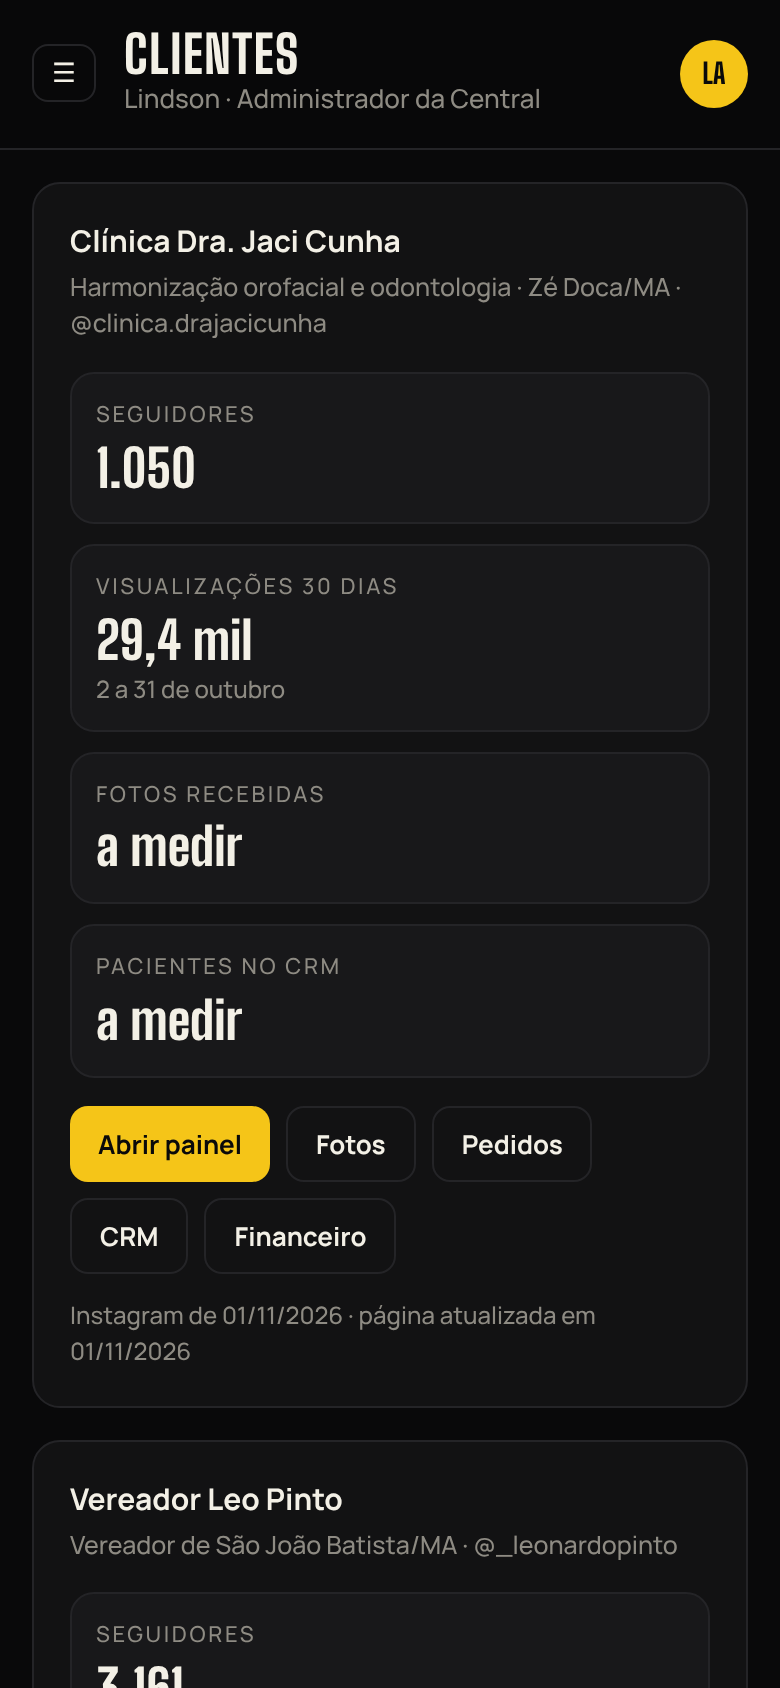 ☰
CLIENTES
Lindson · Administrador da Central
LA
Clínica Dra. Jaci Cunha
Harmonização orofacial e odontologia · Zé Doca/MA ·
@clinica.drajacicunha
SEGUIDORES
1.050
VISUALIZAÇÕES 30 DIAS
29,4 mil
2 a 31 de outubro
FOTOS RECEBIDAS
a medir
PACIENTES NO CRM
a medir
Abrir painel
Fotos
Pedidos
CRM
Financeiro
Instagram de 01/11/2026 · página atualizada em
01/11/2026
Vereador Leo Pinto
Vereador de São João Batista/MA · @_leonardopinto
SEGUIDORES
3.161